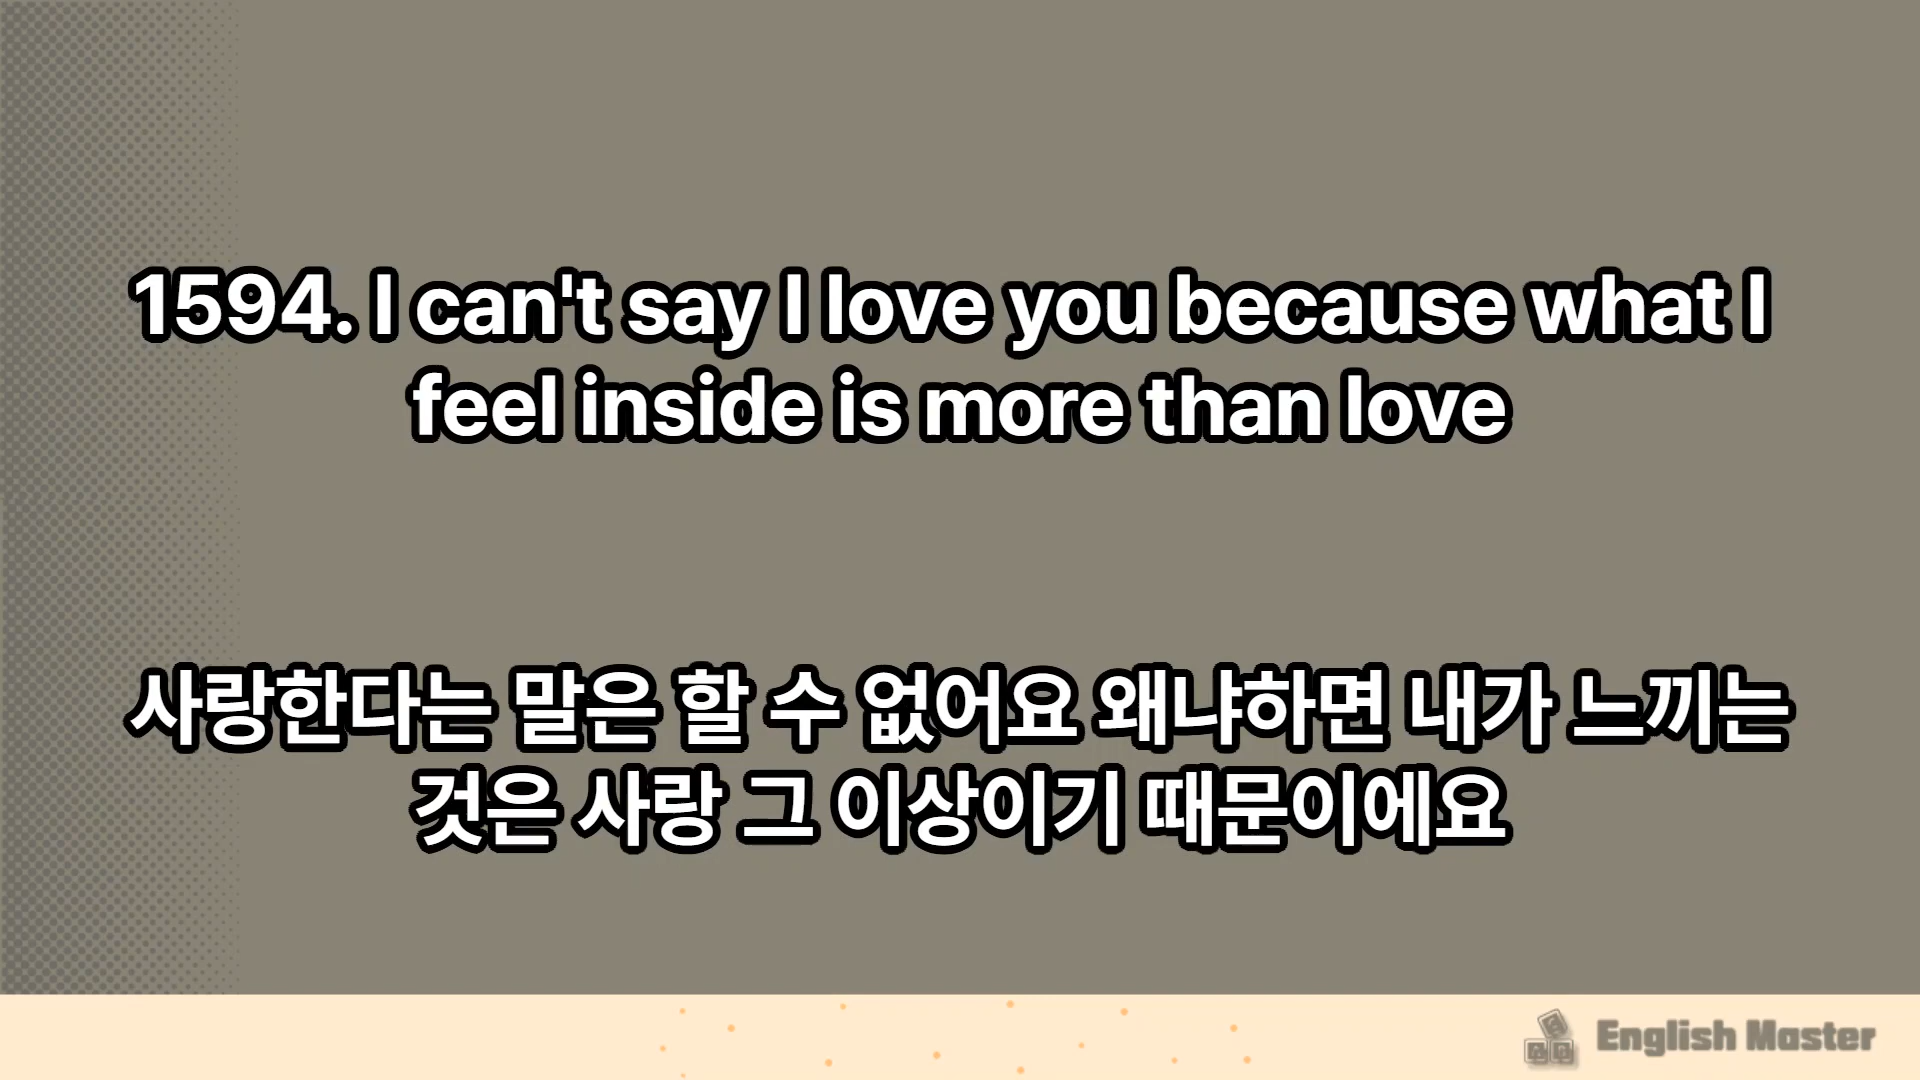 1594. I can't say I love you because what I
feel inside is more than love
사랑한다는 말은 할 수 없어요 왜냐하면 내가 느끼는
것은 사랑 그 이상이기 때문이에요
English Master